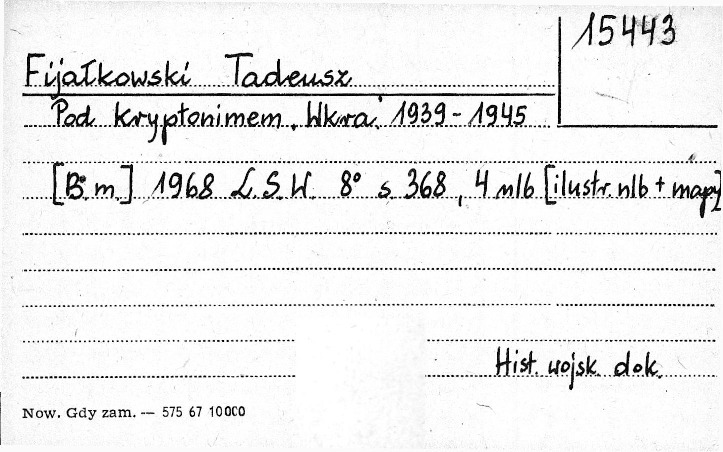 15443
Fijałkowski Tadeusz
Pod kryptonimem „Wkra” 1939-1945
[B. m.] 1968 L.S.W. 8° s. 368, 4 nlb [ilustr. nlb + mapy]
Hist. wojsk. dok.
Now. Gdy zam. — 575 67 10000